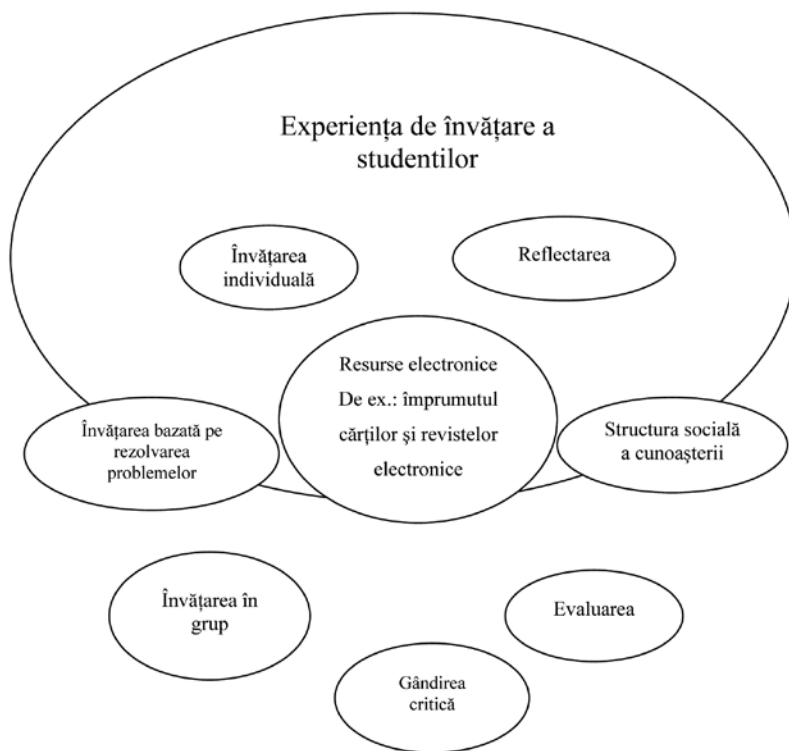 Experiența de învățare a
studentilor
Învățarea
individuală
Reflectarea
Resurse electronice
De ex.: împrumutul
cărților și revistelor
electronice
Învățarea bazată pe
rezolvarea
problemelor
Structura socială
a cunoașterii
Învățarea în
grup
Evaluarea
Gândirea
critică